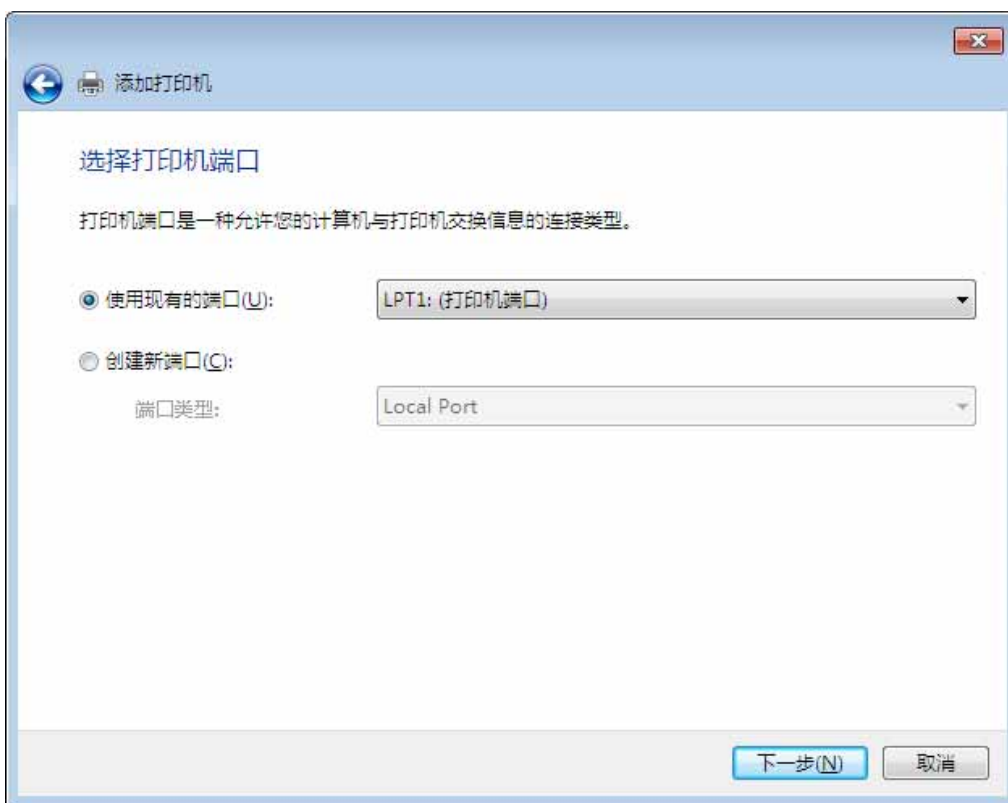 添加打印机
选择打印机端口
打印机端口是一种允许您的计算机与打印机交换信息的连接类型。
使用现有的端口(U): LPT1: (打印机端口)
创建新端口(C):
端口类型: Local Port
下一步(N) 取消